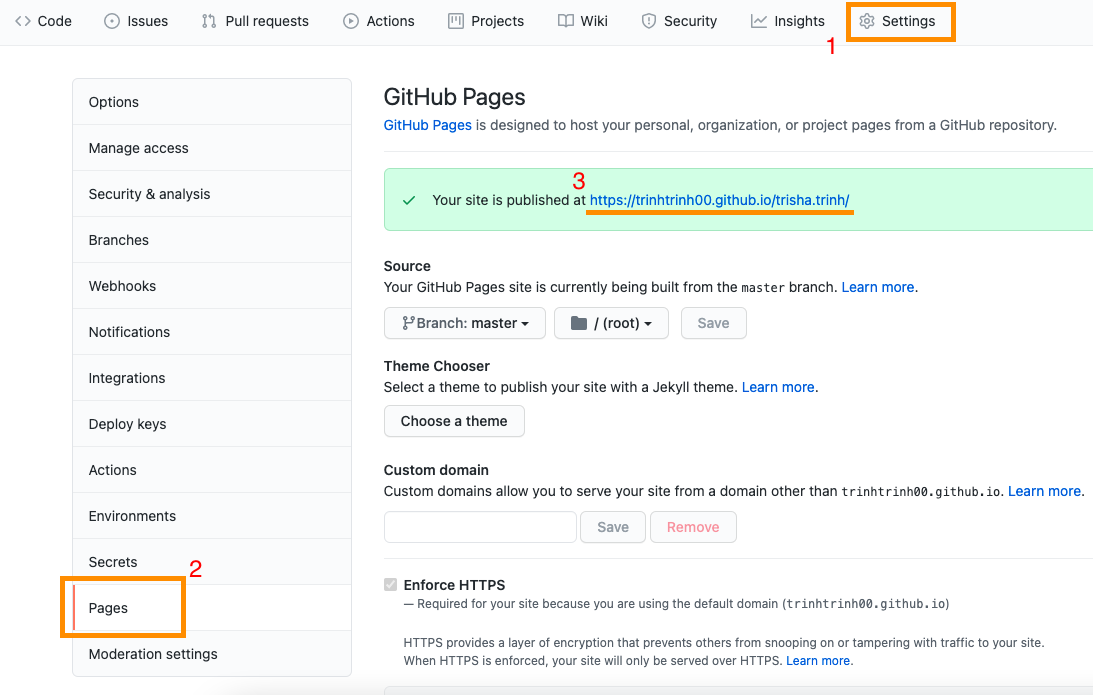 Code Issues Pull requests Actions Projects Wiki Security Insights Settings
1
Options
Manage access
Security & analysis
Branches
Webhooks
Notifications
Integrations
Deploy keys
Actions
Environments
Secrets
2
Pages
Moderation settings
GitHub Pages
GitHub Pages is designed to host your personal, organization, or project pages from a GitHub repository.
3
Your site is published at https://trinhtrinh00.github.io/trisha.trinh/
Source
Your GitHub Pages site is currently being built from the master branch. Learn more.
Branch: master / (root) Save
Theme Chooser
Select a theme to publish your site with a Jekyll theme. Learn more.
Choose a theme
Custom domain
Custom domains allow you to serve your site from a domain other than trinhtrinh00.github.io. Learn more.
Save Remove
Enforce HTTPS
— Required for your site because you are using the default domain (trinhtrinh00.github.io)
HTTPS provides a layer of encryption that prevents others from snooping on or tampering with traffic to your site.
When HTTPS is enforced, your site will only be served over HTTPS. Learn more.